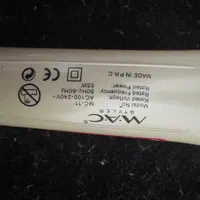 MAC
STYLER
Model No: MC-11
Rated Voltage: AC100-240V~
Rated Frequency: 50Hz-60Hz
Rated Power: 55W
MADE IN P.R.C